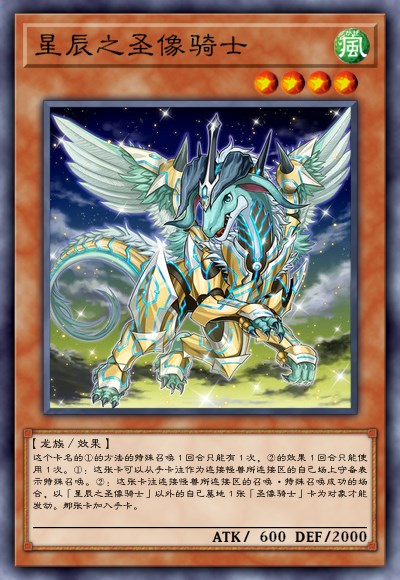 星辰之圣像骑士
風
【龙族／效果】
这个卡名的①的方法的特殊召唤1回合只能有1次，②的效果1回合只能使
用1次。①：这张卡可以从手卡往作为连接怪兽所连接区的自己场上守备表
示特殊召唤。②：这张卡往连接怪兽所连接区的召唤・特殊召唤成功的场
合，以「星辰之圣像骑士」以外的自己墓地1张「圣像骑士」卡为对象才能
发动。那张卡加入手卡。
ATK/ 600 DEF/2000